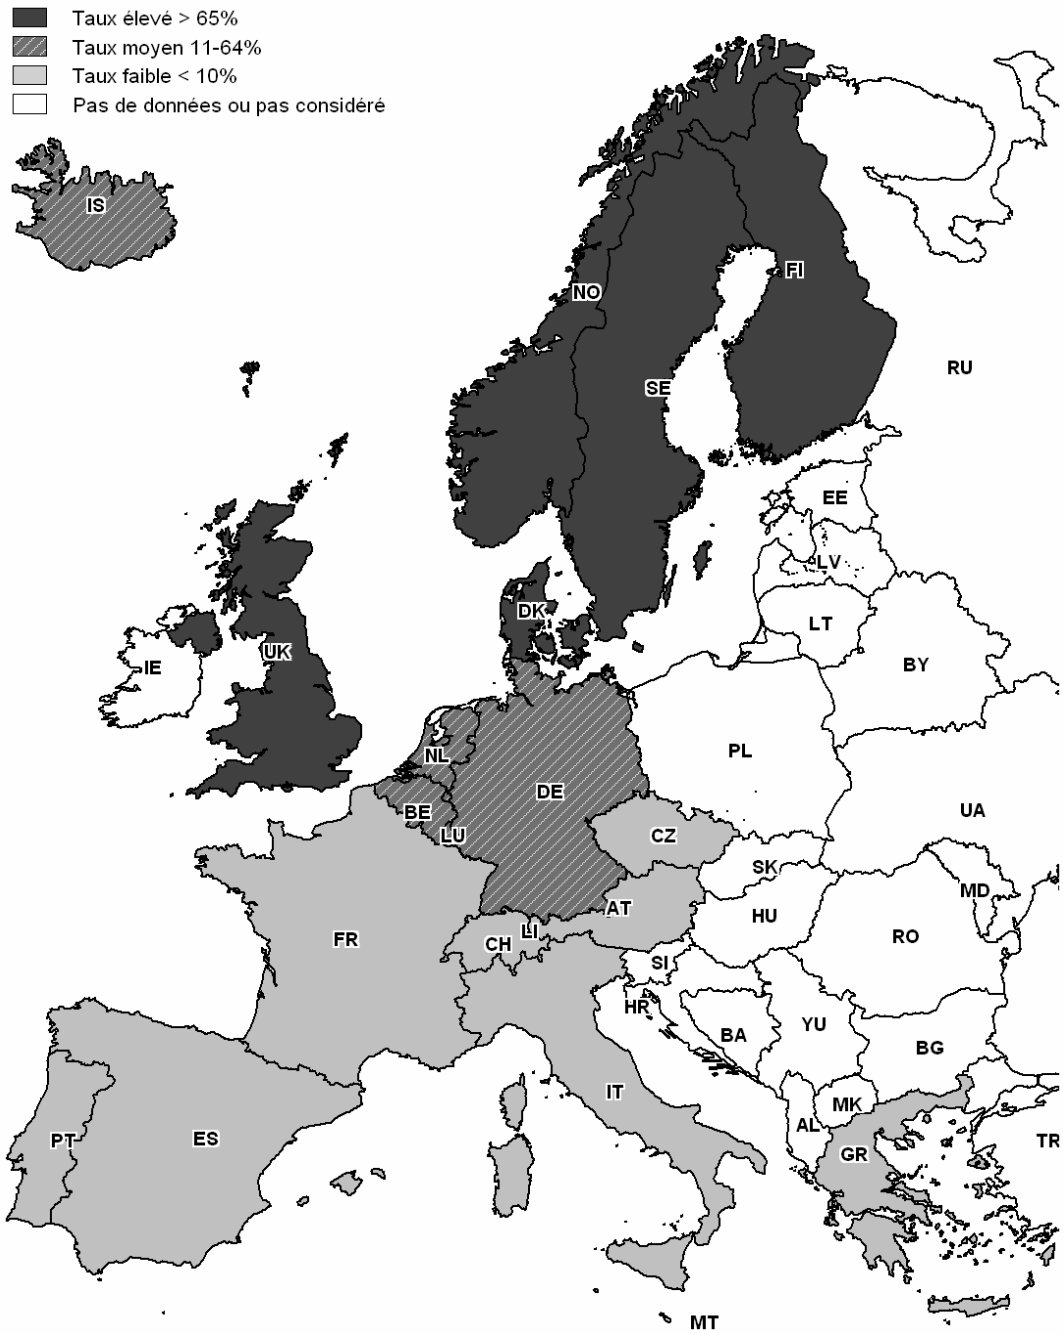 Taux élevé > 65%
Taux moyen 11-64%
Taux faible < 10%
Pas de données ou pas considéré
IS
FI
NO
RU
SE
EE
LV
DK
LT
UK
BY
IE
PL
NL
DE
UA
BE
LU
CZ
SK
MD
AT
HU
LI
RO
FR
CH
SI
HR
YU
BA
BG
IT
MK
AL
PT
ES
TR
GR
MT